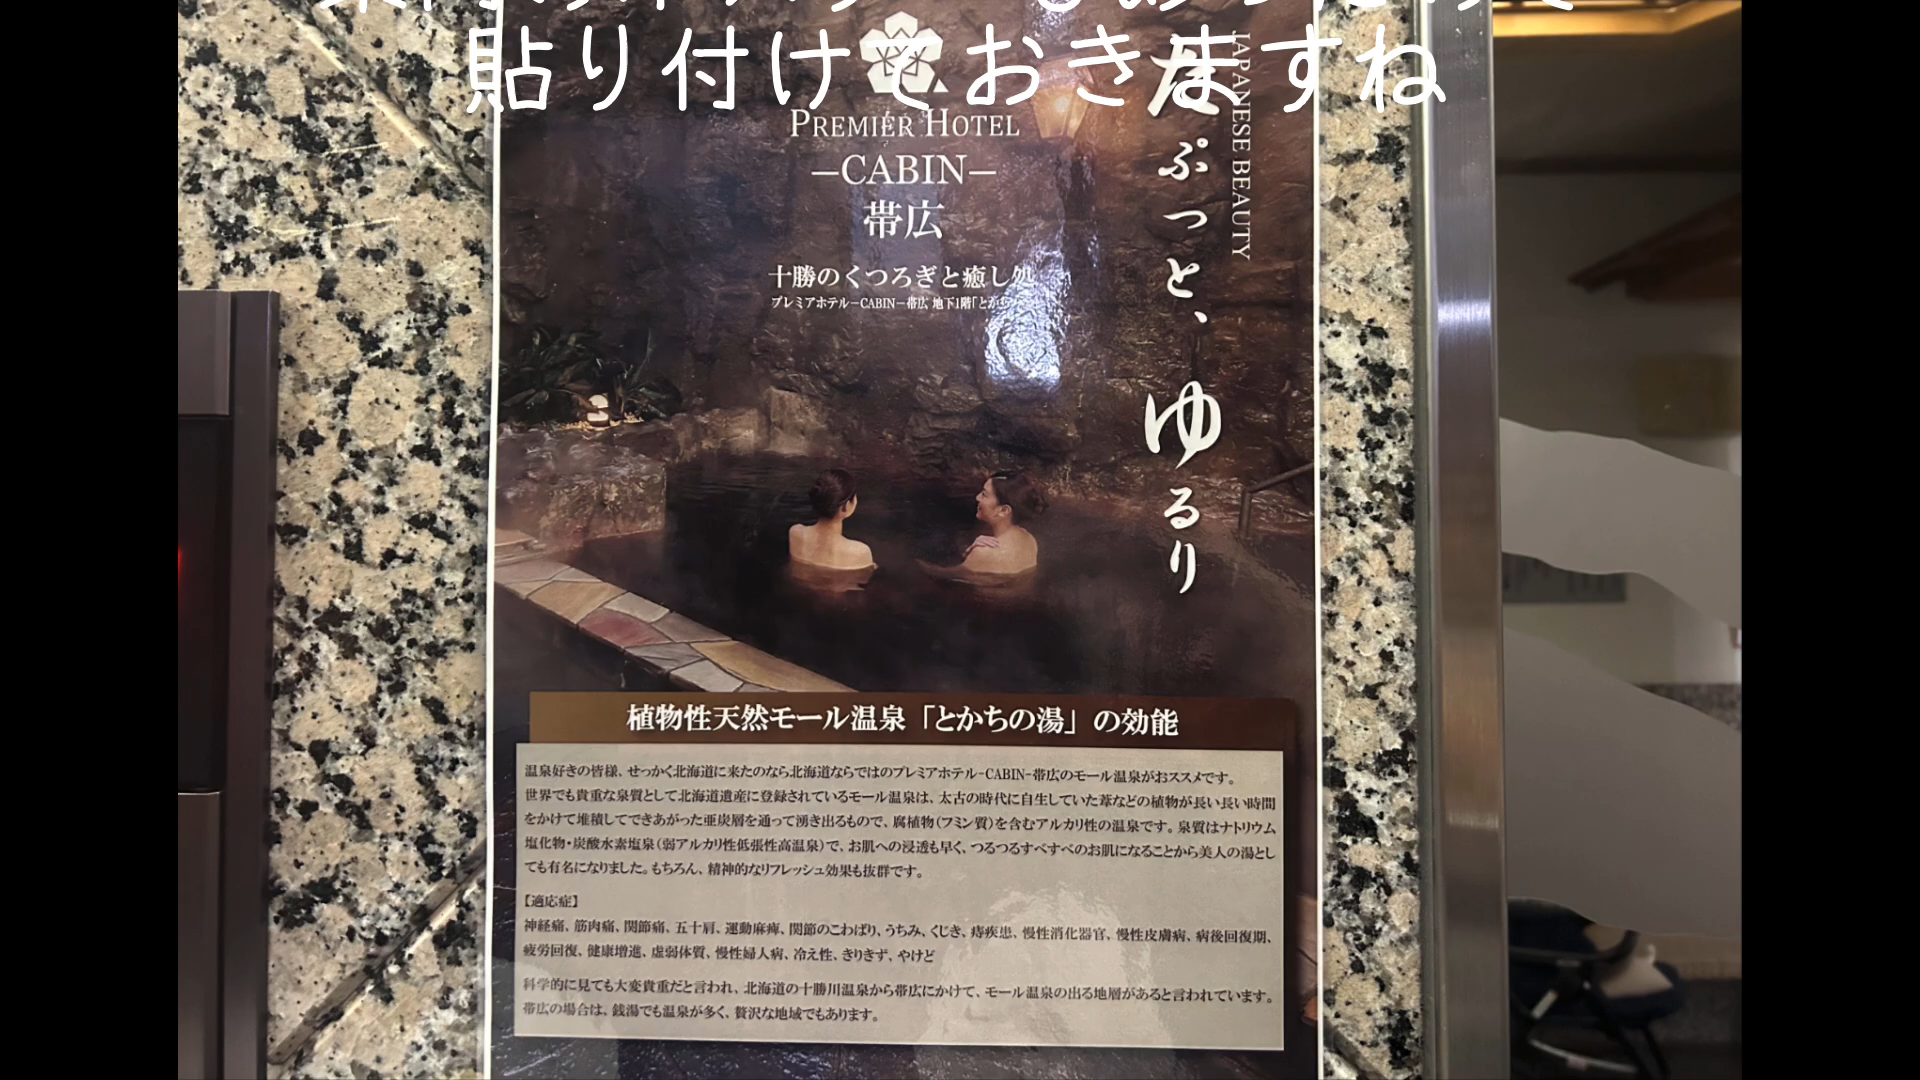 貼り付けておきますね
PREMIER HOTEL
—CABIN—
帯広
十勝のくつろぎと癒し処
プレミアホテル−CABIN−帯広 地下1階「とかち
JAPANESE BEAUTY
たぷっと、ゆるり
植物性天然モール温泉「とかちの湯」の効能
温泉好きの皆様、せっかく北海道に来たのなら北海道ならではのプレミアホテル-CABIN-帯広のモール温泉がおススメです。
世界でも貴重な泉質として北海道遺産に登録されているモール温泉は、太古の時代に自生していた葦などの植物が長い長い時間
をかけて堆積してできあがった亜炭層を通って湧き出るもので、腐植物（フミン質）を含むアルカリ性の温泉です。泉質はナトリウム
塩化物・炭酸水素塩泉（弱アルカリ性低張性高温泉）で、お肌への浸透も早く、つるつるすべすべのお肌になることから美人の湯とし
ても有名になりました。もちろん、精神的なリフレッシュ効果も抜群です。
【適応症】
神経痛、筋肉痛、関節痛、五十肩、運動麻痺、関節のこわばり、うちみ、くじき、痔疾患、慢性消化器官、慢性皮膚病、病後回復期、
疲労回復、健康増進、虚弱体質、慢性婦人病、冷え性、きりきず、やけど
科学的に見ても大変貴重だと言われ、北海道の十勝川温泉から帯広にかけて、モール温泉の出る地層があると言われています。
帯広の場合は、銭湯でも温泉が多く、贅沢な地域でもあります。